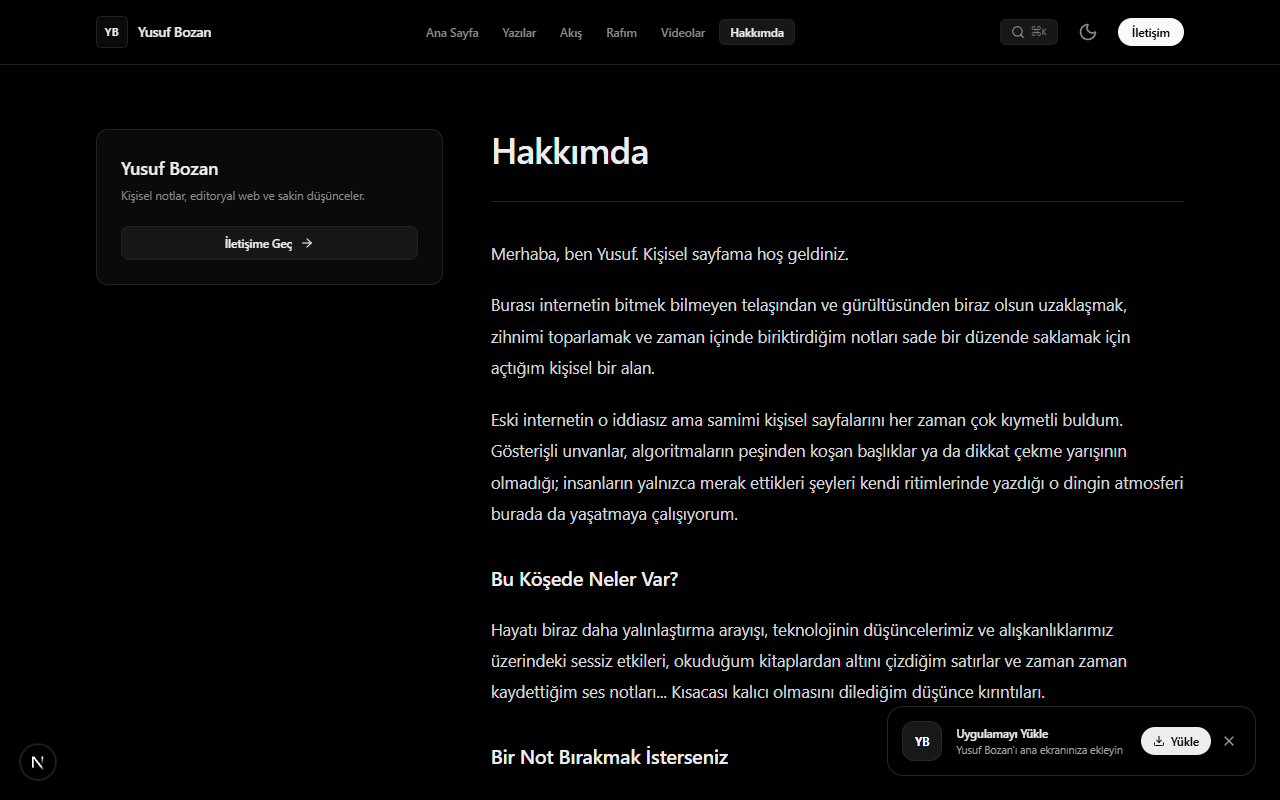 YB
Yusuf Bozan
Ana Sayfa
Yazılar
Akış
Rafım
Videolar
Hakkımda
⌘K
İletişim
Yusuf Bozan
Kişisel notlar, editoryal web ve sakin düşünceler.
İletişime Geç →
Hakkımda
Merhaba, ben Yusuf. Kişisel sayfama hoş geldiniz.
Burası internetin bitmek bilmeyen telaşından ve gürültüsünden biraz olsun uzaklaşmak,
zihnimi toparlamak ve zaman içinde biriktirdiğim notları sade bir düzende saklamak için
açtığım kişisel bir alan.
Eski internetin o iddiasız ama samimi kişisel sayfalarını her zaman çok kıymetli buldum.
Gösterişli unvanlar, algoritmaların peşinden koşan başlıklar ya da dikkat çekme yarışının
olmadığı; insanların yalnızca merak ettikleri şeyleri kendi ritimlerinde yazdığı o dingin atmosferi
burada da yaşatmaya çalışıyorum.
Bu Köşede Neler Var?
Hayatı biraz daha yalınlaştırma arayışı, teknolojinin düşüncelerimiz ve alışkanlıklarımız
üzerindeki sessiz etkileri, okuduğum kitaplardan altını çizdiğim satırlar ve zaman zaman
kaydettiğim ses notları... Kısacası kalıcı olmasını dilediğim düşünce kırıntıları.
Bir Not Bırakmak İsterseniz
YB
Uygulamayı Yükle
Yusuf Bozan'ı ana ekranınıza ekleyin
Yükle
N